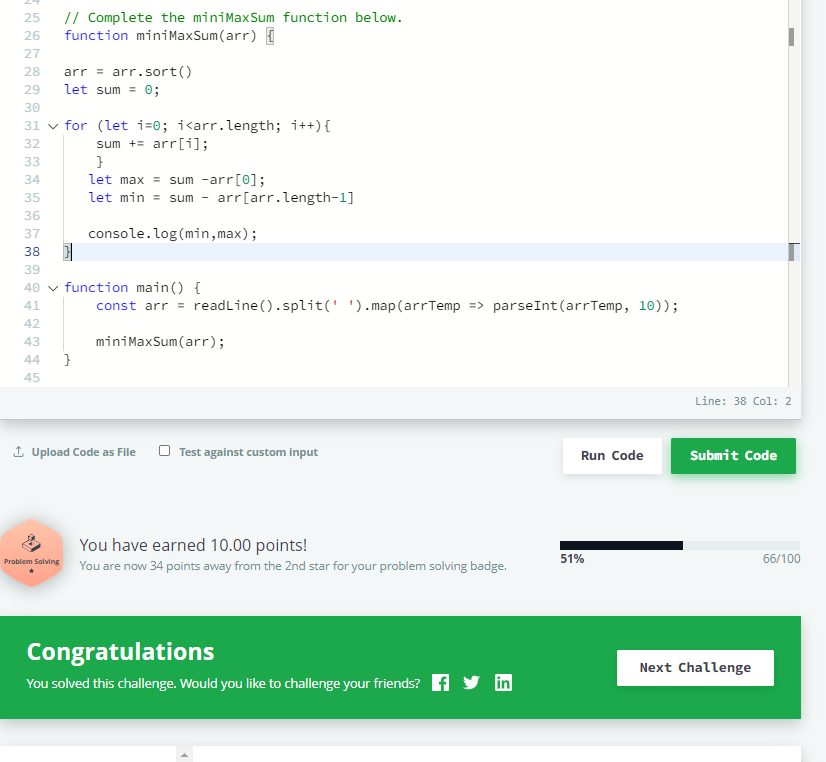 24
25 // Complete the miniMaxSum function below.
26 function miniMaxSum(arr) {
27
28 arr = arr.sort()
29 let sum = 0;
30
31 for (let i=0; i<arr.length; i++){
32 sum += arr[i];
33 }
34 let max = sum -arr[0];
35 let min = sum - arr[arr.length-1]
36
37 console.log(min,max);
38 }
39
40 function main() {
41 const arr = readLine().split(' ').map(arrTemp => parseInt(arrTemp, 10));
42
43 miniMaxSum(arr);
44 }
45
Line: 38 Col: 2
Upload Code as File Test against custom input Run Code Submit Code
Problem Solving
You have earned 10.00 points!
You are now 34 points away from the 2nd star for your problem solving badge.
51% 66/100
Congratulations
You solved this challenge. Would you like to challenge your friends?
Next Challenge